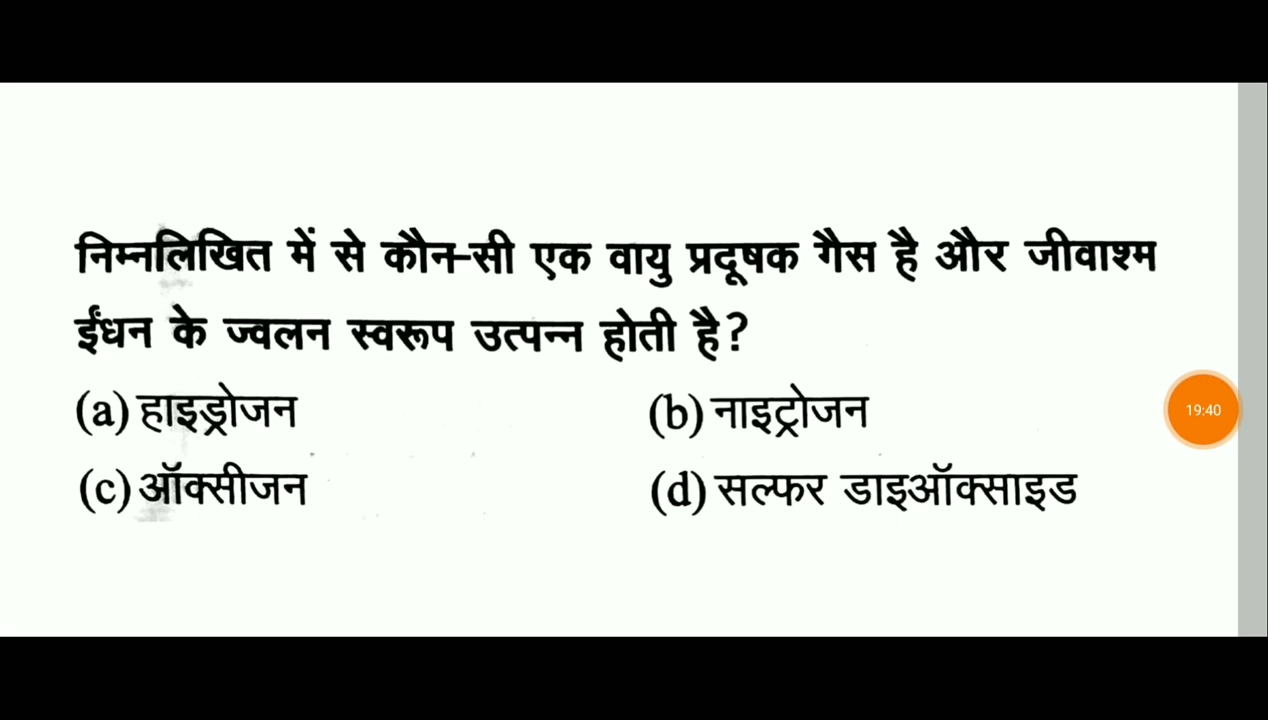 निम्नलिखित में से कौन-सी एक वायु प्रदूषक गैस है और जीवाश्म
ईंधन के ज्वलन स्वरूप उत्पन्न होती है?
(a) हाइड्रोजन (b) नाइट्रोजन
(c) ऑक्सीजन (d) सल्फर डाइऑक्साइड
19:40